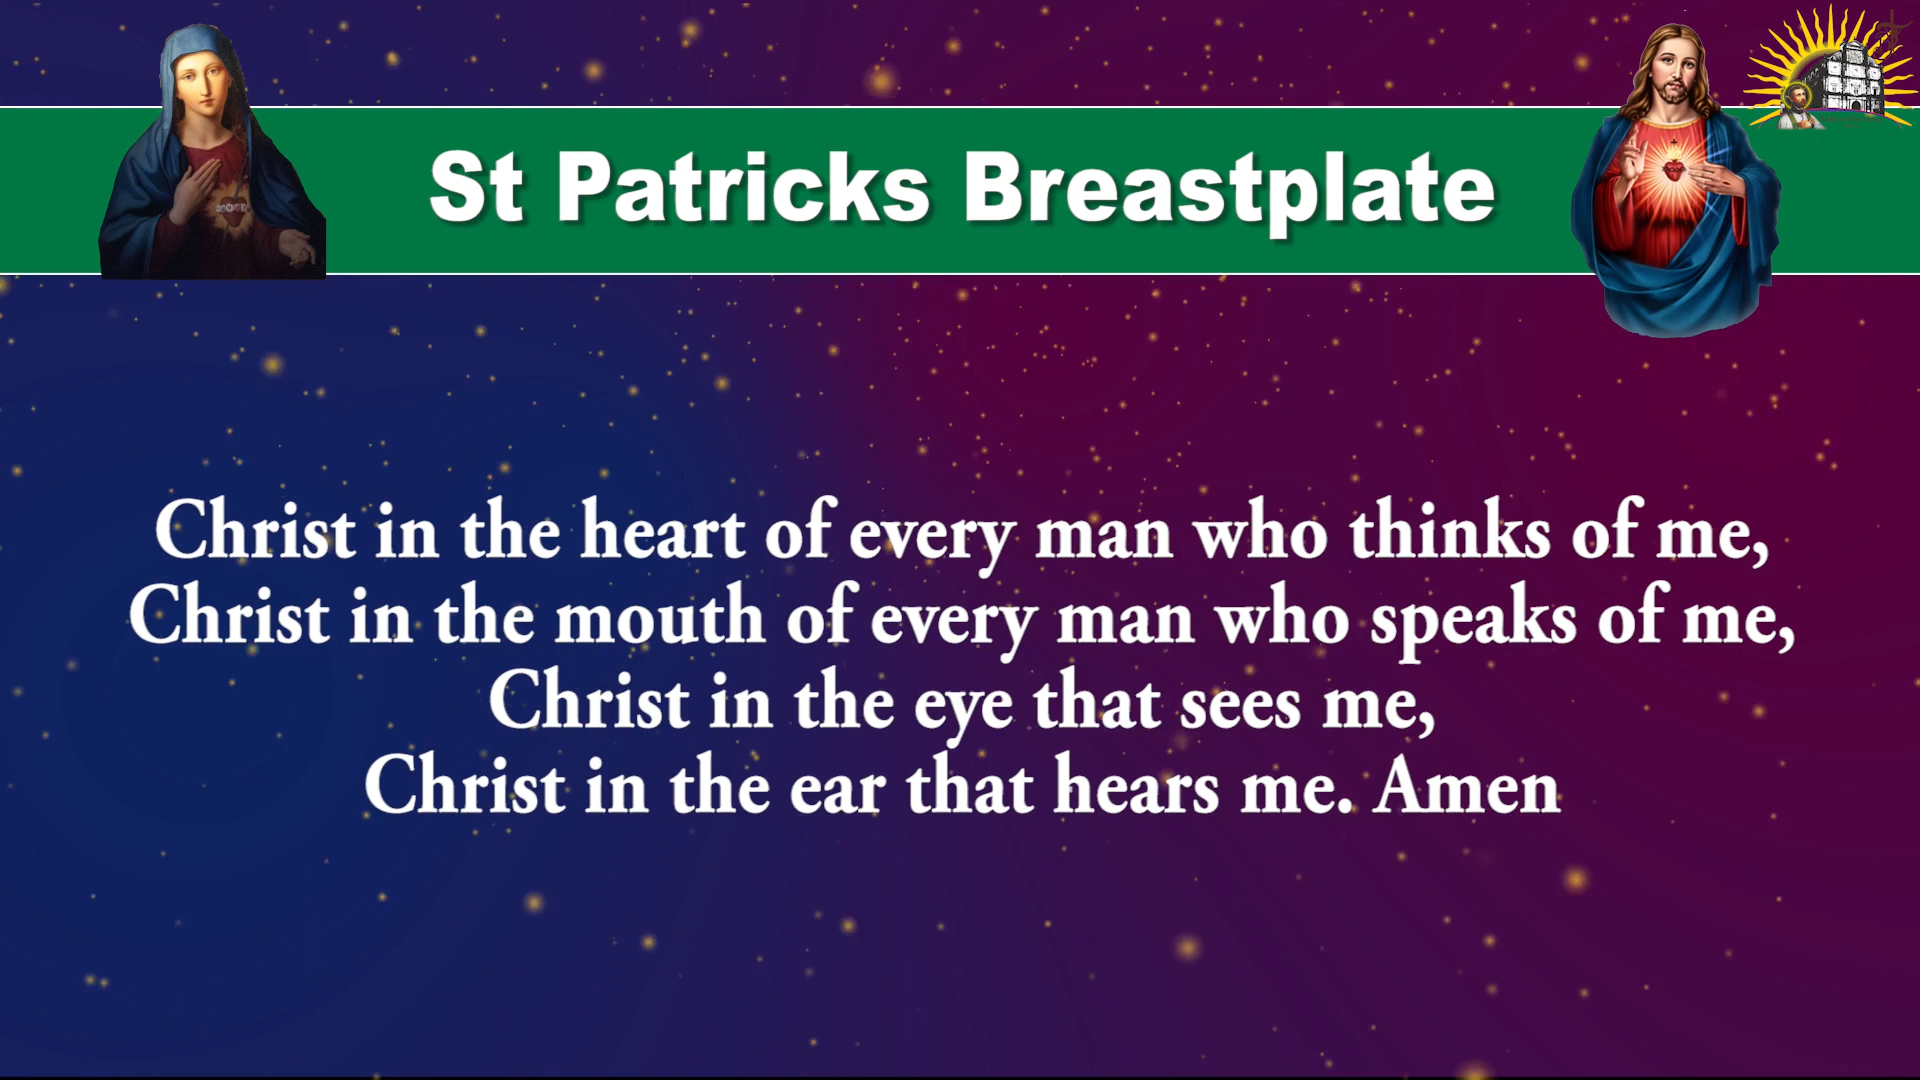 St Patricks Breastplate
Christ in the heart of every man who thinks of me,
Christ in the mouth of every man who speaks of me,
Christ in the eye that sees me,
Christ in the ear that hears me. Amen